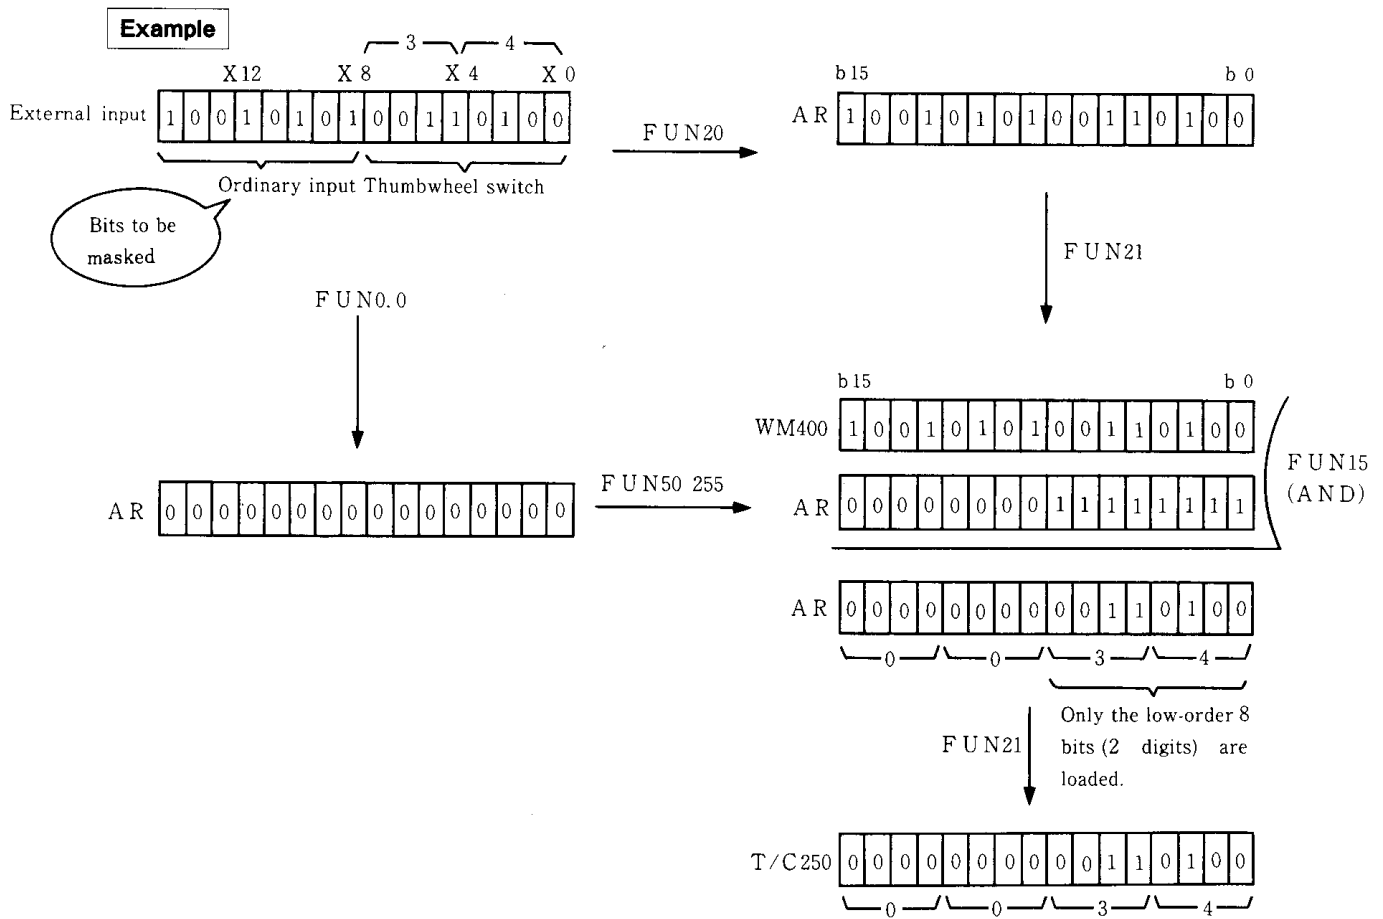 Example
3 4
X12 X8 X4 X0
External input 1 0 0 1 0 1 0 1 0 0 1 1 0 1 0 0
Ordinary input Thumbwheel switch
Bits to be
masked
FUN20
b15 b0
AR 1 0 0 1 0 1 0 1 0 0 1 1 0 1 0 0
FUN21
FUN0.0
AR 0 0 0 0 0 0 0 0 0 0 0 0 0 0 0 0
FUN50 255
b15 b0
WM400 1 0 0 1 0 1 0 1 0 0 1 1 0 1 0 0
AR 0 0 0 0 0 0 0 0 1 1 1 1 1 1 1 1
FUN15
(AND)
AR 0 0 0 0 0 0 0 0 0 0 1 1 0 1 0 0
0 0 3 4
Only the low-order 8
bits (2 digits) are
loaded.
FUN21
T/C250 0 0 0 0 0 0 0 0 0 0 1 1 0 1 0 0
0 0 3 4